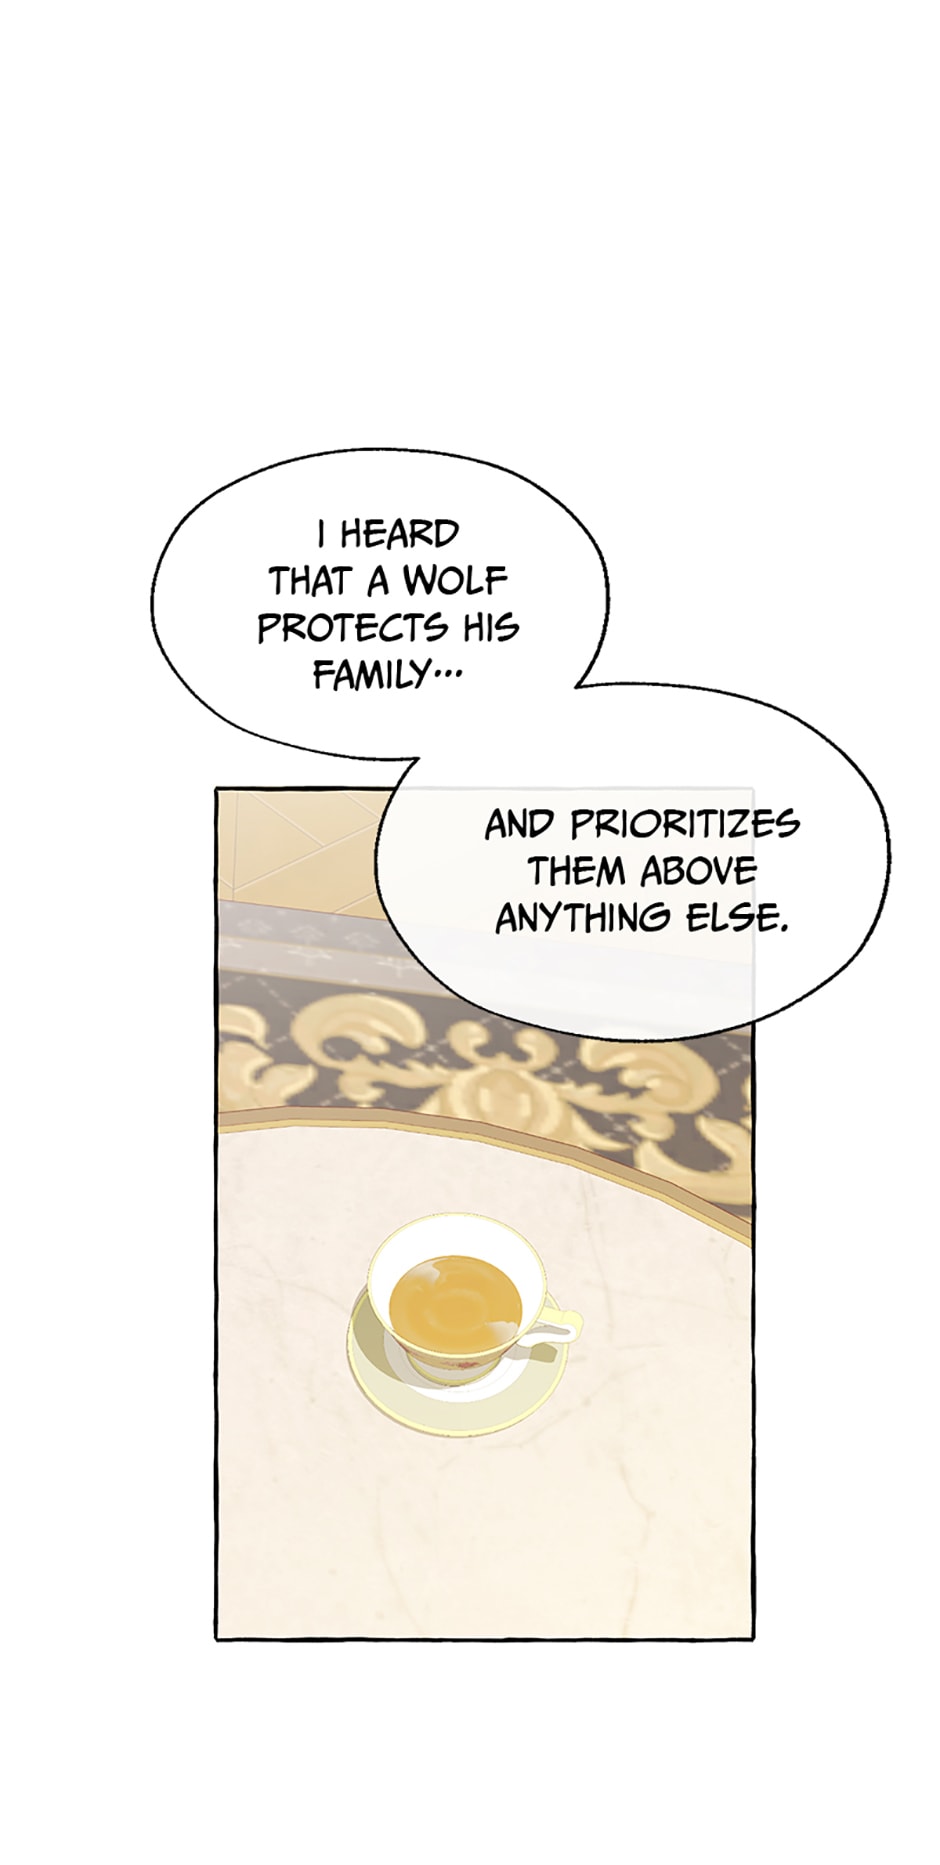 I HEARD
THAT A WOLF
PROTECTS HIS
FAMILY...
AND PRIORITIZES
THEM ABOVE
ANYTHING ELSE.